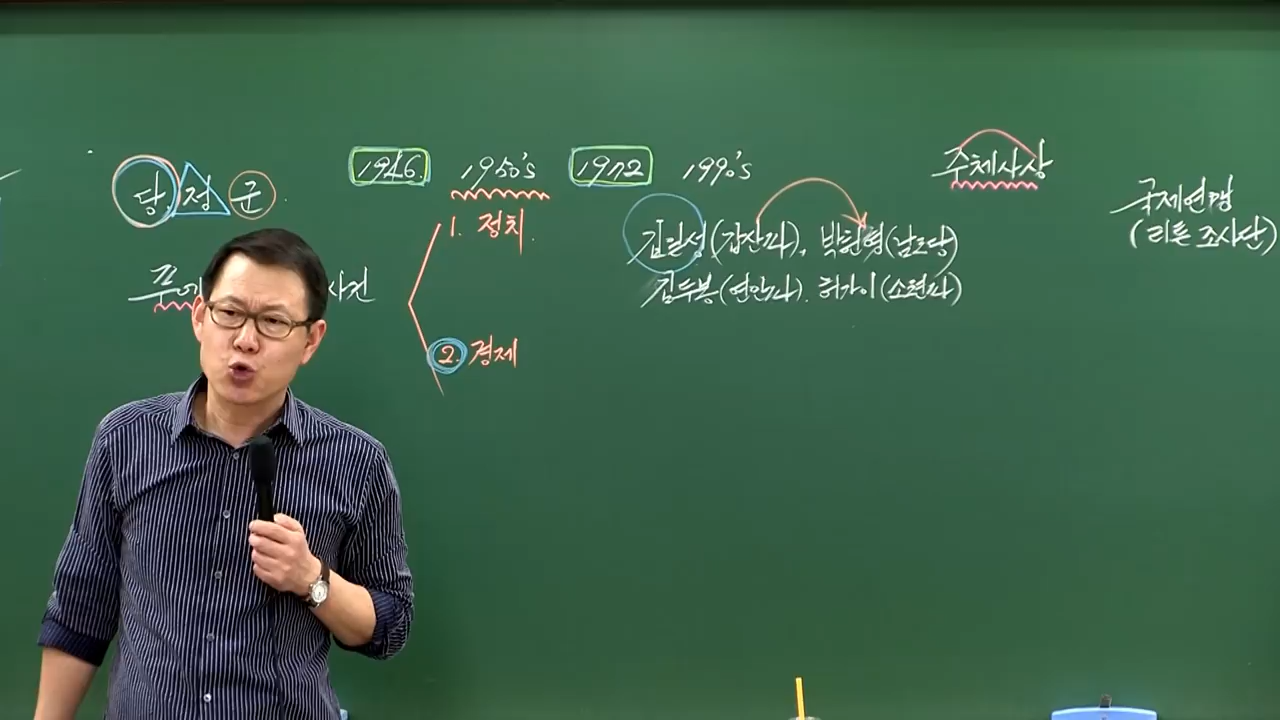 당. 정 군
1946. 1950's 1972 1990's
주체사상
국제연맹
(리튼 조사단)
1. 정치.
김일성(갑산파), 박헌영(남로당)
김두봉(연안파). 허가이(소련파)
사건
2. 경제